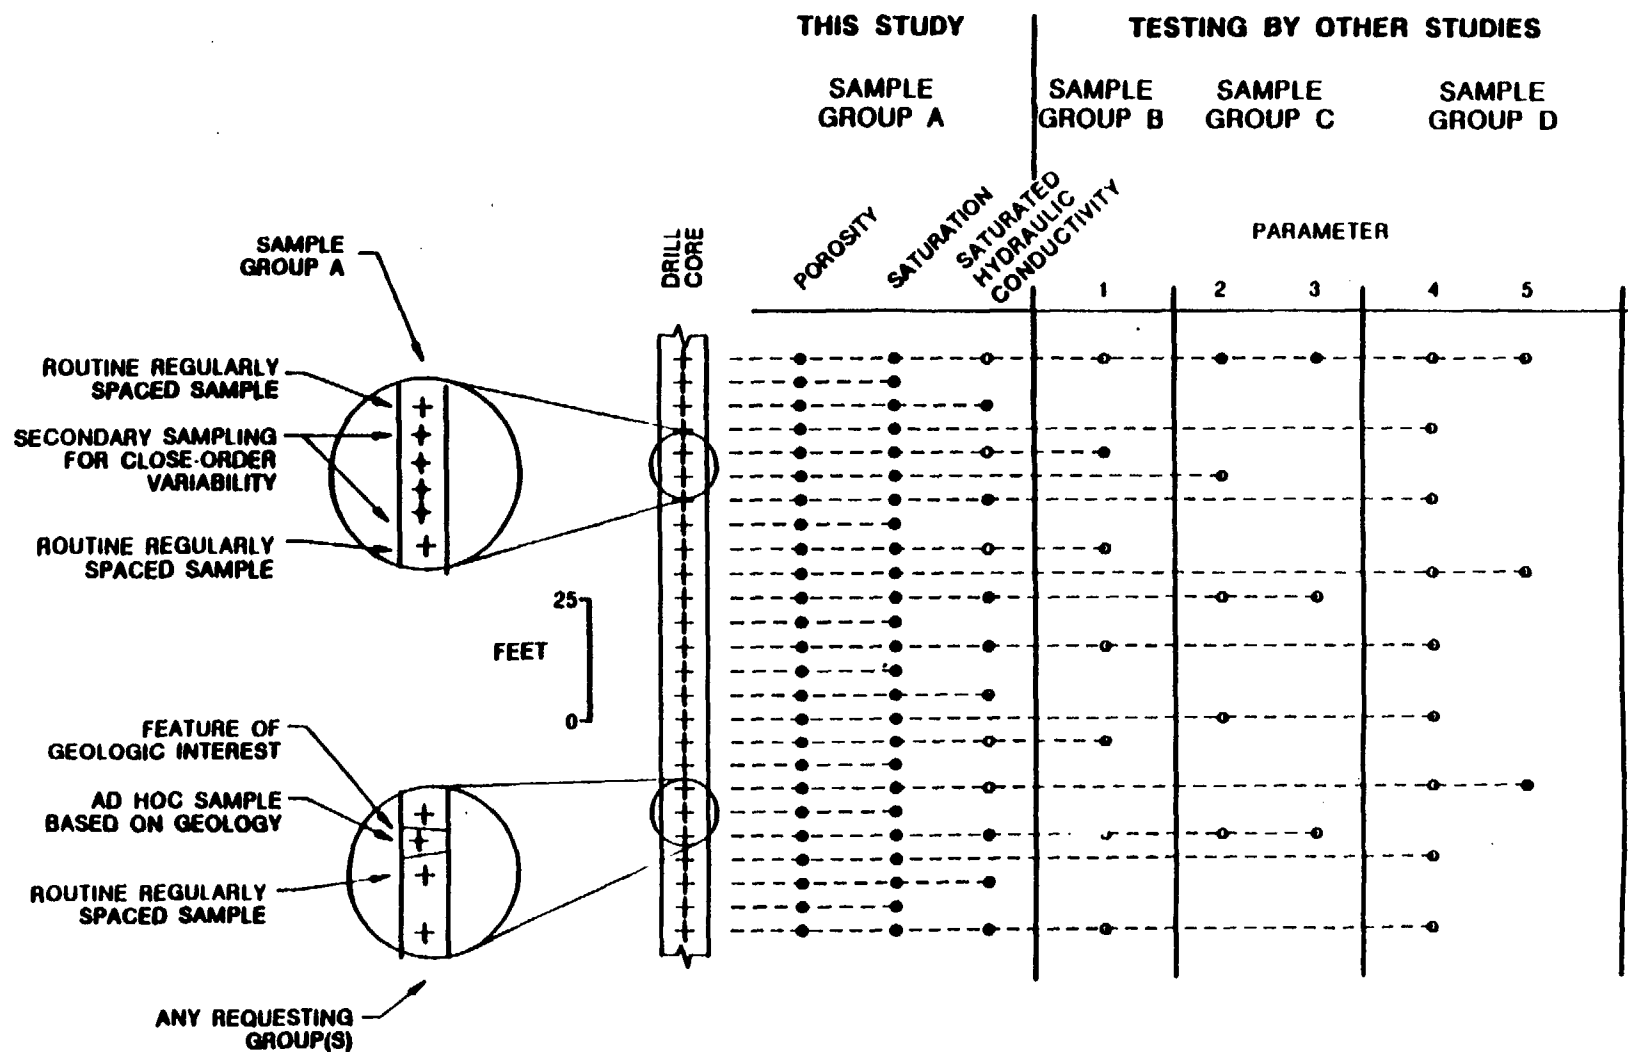 THIS STUDY
TESTING BY OTHER STUDIES
SAMPLE
GROUP A
SAMPLE
GROUP B
SAMPLE
GROUP C
SAMPLE
GROUP D
SAMPLE
GROUP A
DRILL
CORE
POROSITY
SATURATION
SATURATED
HYDRAULIC
CONDUCTIVITY
PARAMETER
1
2
3
4
5
ROUTINE REGULARLY
SPACED SAMPLE
SECONDARY SAMPLING
FOR CLOSE-ORDER
VARIABILITY
ROUTINE REGULARLY
SPACED SAMPLE
25
FEET
0
FEATURE OF
GEOLOGIC INTEREST
AD HOC SAMPLE
BASED ON GEOLOGY
ROUTINE REGULARLY
SPACED SAMPLE
ANY REQUESTING
GROUP(S)